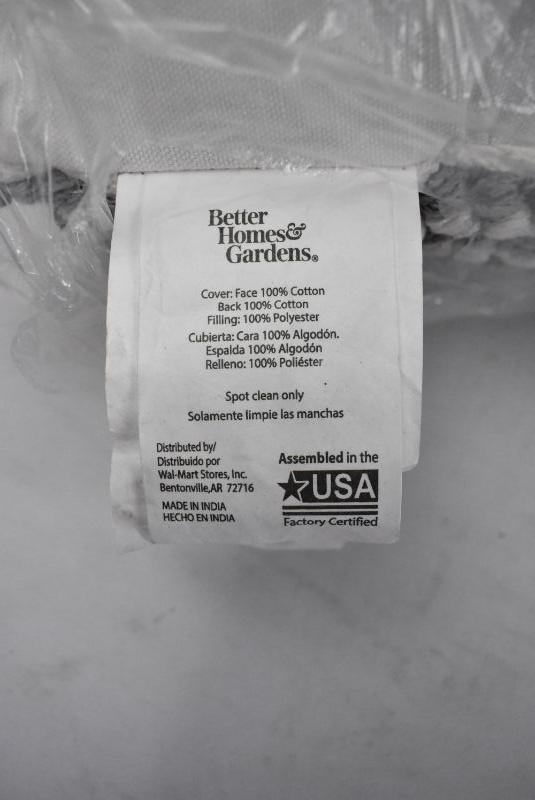 Better
Homes&
Gardens®
Cover: Face 100% Cotton
Back 100% Cotton
Filling: 100% Polyester
Cubierta: Cara 100% Algodón.
Espalda 100% Algodón
Relleno: 100% Poliéster
Spot clean only
Solamente limpie las manchas
Distributed by/
Distribuido por
Wal-Mart Stores, Inc.
Bentonville,AR 72716
MADE IN INDIA
HECHO EN INDIA
Assembled in the
USA
Factory Certified